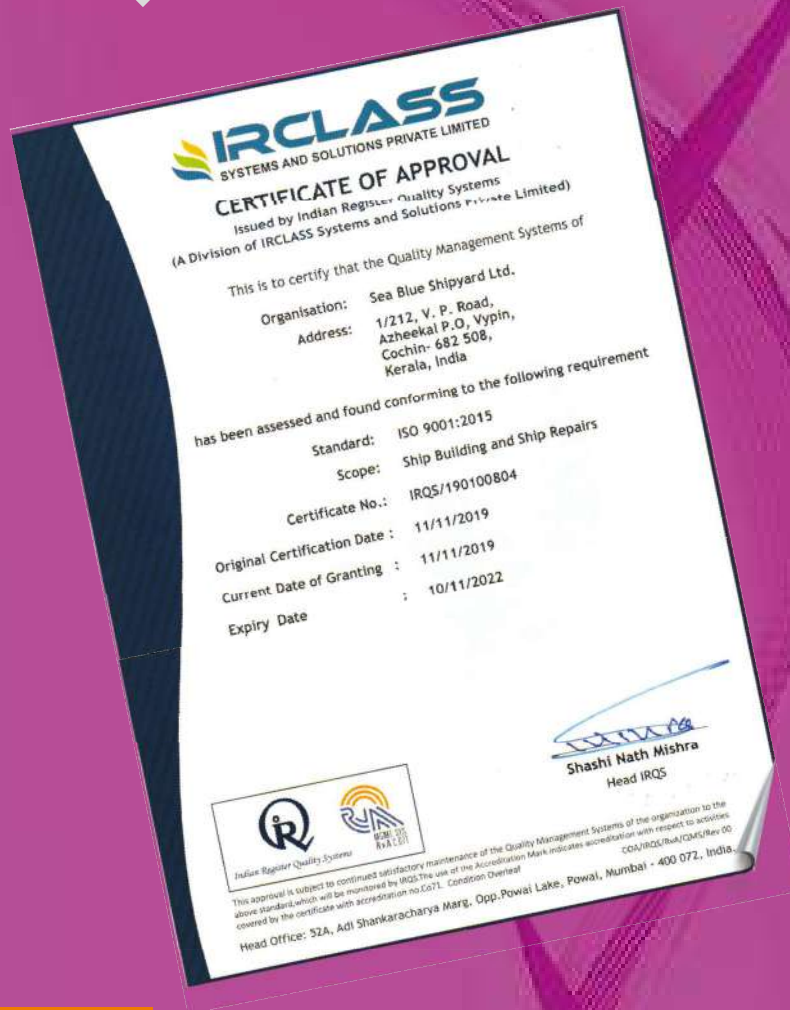 IRCLASS
SYSTEMS AND SOLUTIONS PRIVATE LIMITED
CERTIFICATE OF APPROVAL
Issued by Indian Register Quality Systems
(A Division of IRCLASS Systems and Solutions Private Limited)
This is to certify that the Quality Management Systems of
Organisation: Sea Blue Shipyard Ltd.
Address: 1/212, V. P. Road,
Azheekal P.O, Vypin,
Cochin- 682 508,
Kerala, India
has been assessed and found conforming to the following requirement
Standard: ISO 9001:2015
Scope: Ship Building and Ship Repairs
Certificate No.: IRQS/190100804
Original Certification Date : 11/11/2019
Current Date of Granting : 11/11/2019
Expiry Date : 10/11/2022
Shashi Nath Mishra
Head IRQS
IR
Indian Register Quality Systems
RvA
MGMT. SYS.
RvA C 071
This approval is subject to continued satisfactory maintenance of the Quality Management Systems of the organization to the
above standard,which will be monitored by IRQS.The use of the Accreditation Mark indicates accreditation with respect to activities
covered by the certificate with accreditation no.Co71. Condition Overleaf COA/IRQS/RvA/QMS/Rev 00
Head Office: 52A, Adi Shankaracharya Marg, Opp.Powai Lake, Powai, Mumbai - 400 072, India.